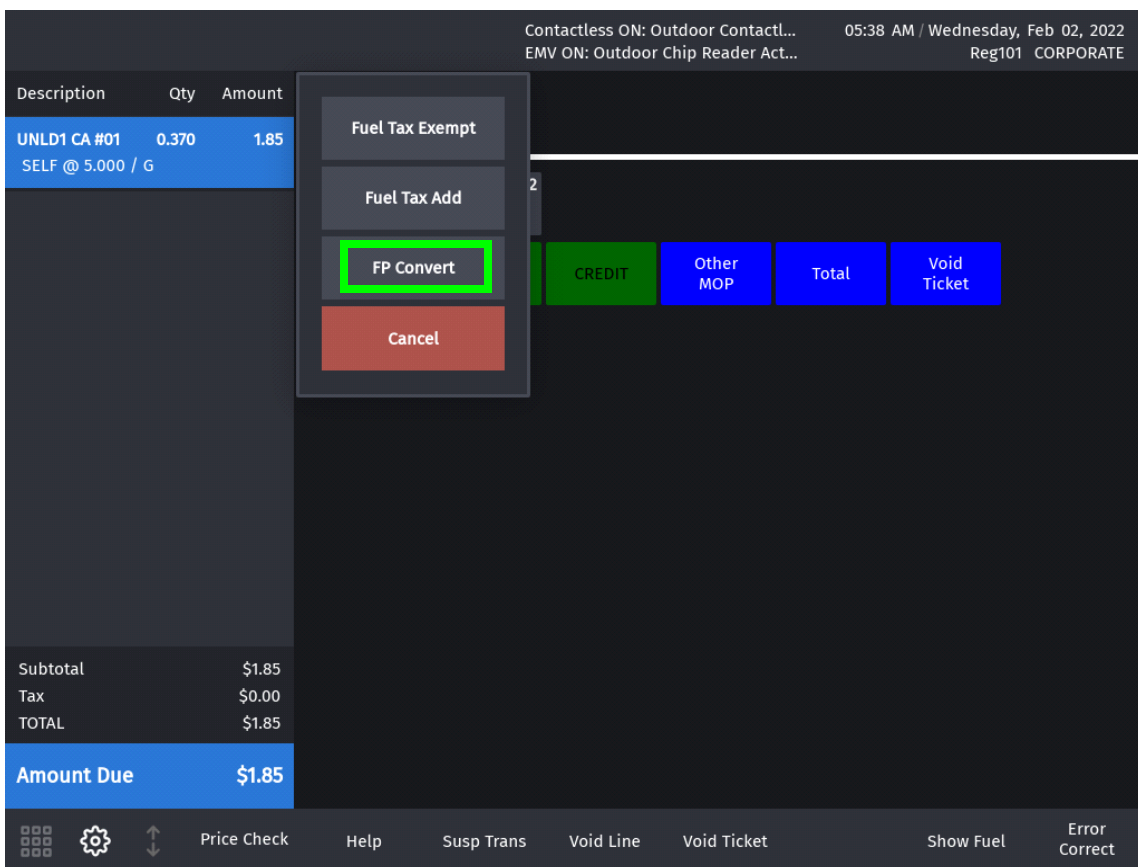 Contactless ON: Outdoor Contactl...
EMV ON: Outdoor Chip Reader Act...
05:38 AM / Wednesday, Feb 02, 2022
Reg101 CORPORATE
Description Qty Amount
UNLD1 CA #01 0.370 1.85
SELF @ 5.000 / G
Fuel Tax Exempt
Fuel Tax Add
FP Convert
Cancel
2
CREDIT
Other
MOP
Total
Void
Ticket
Subtotal $1.85
Tax $0.00
TOTAL $1.85
Amount Due $1.85
Price Check
Help
Susp Trans
Void Line
Void Ticket
Show Fuel
Error
Correct